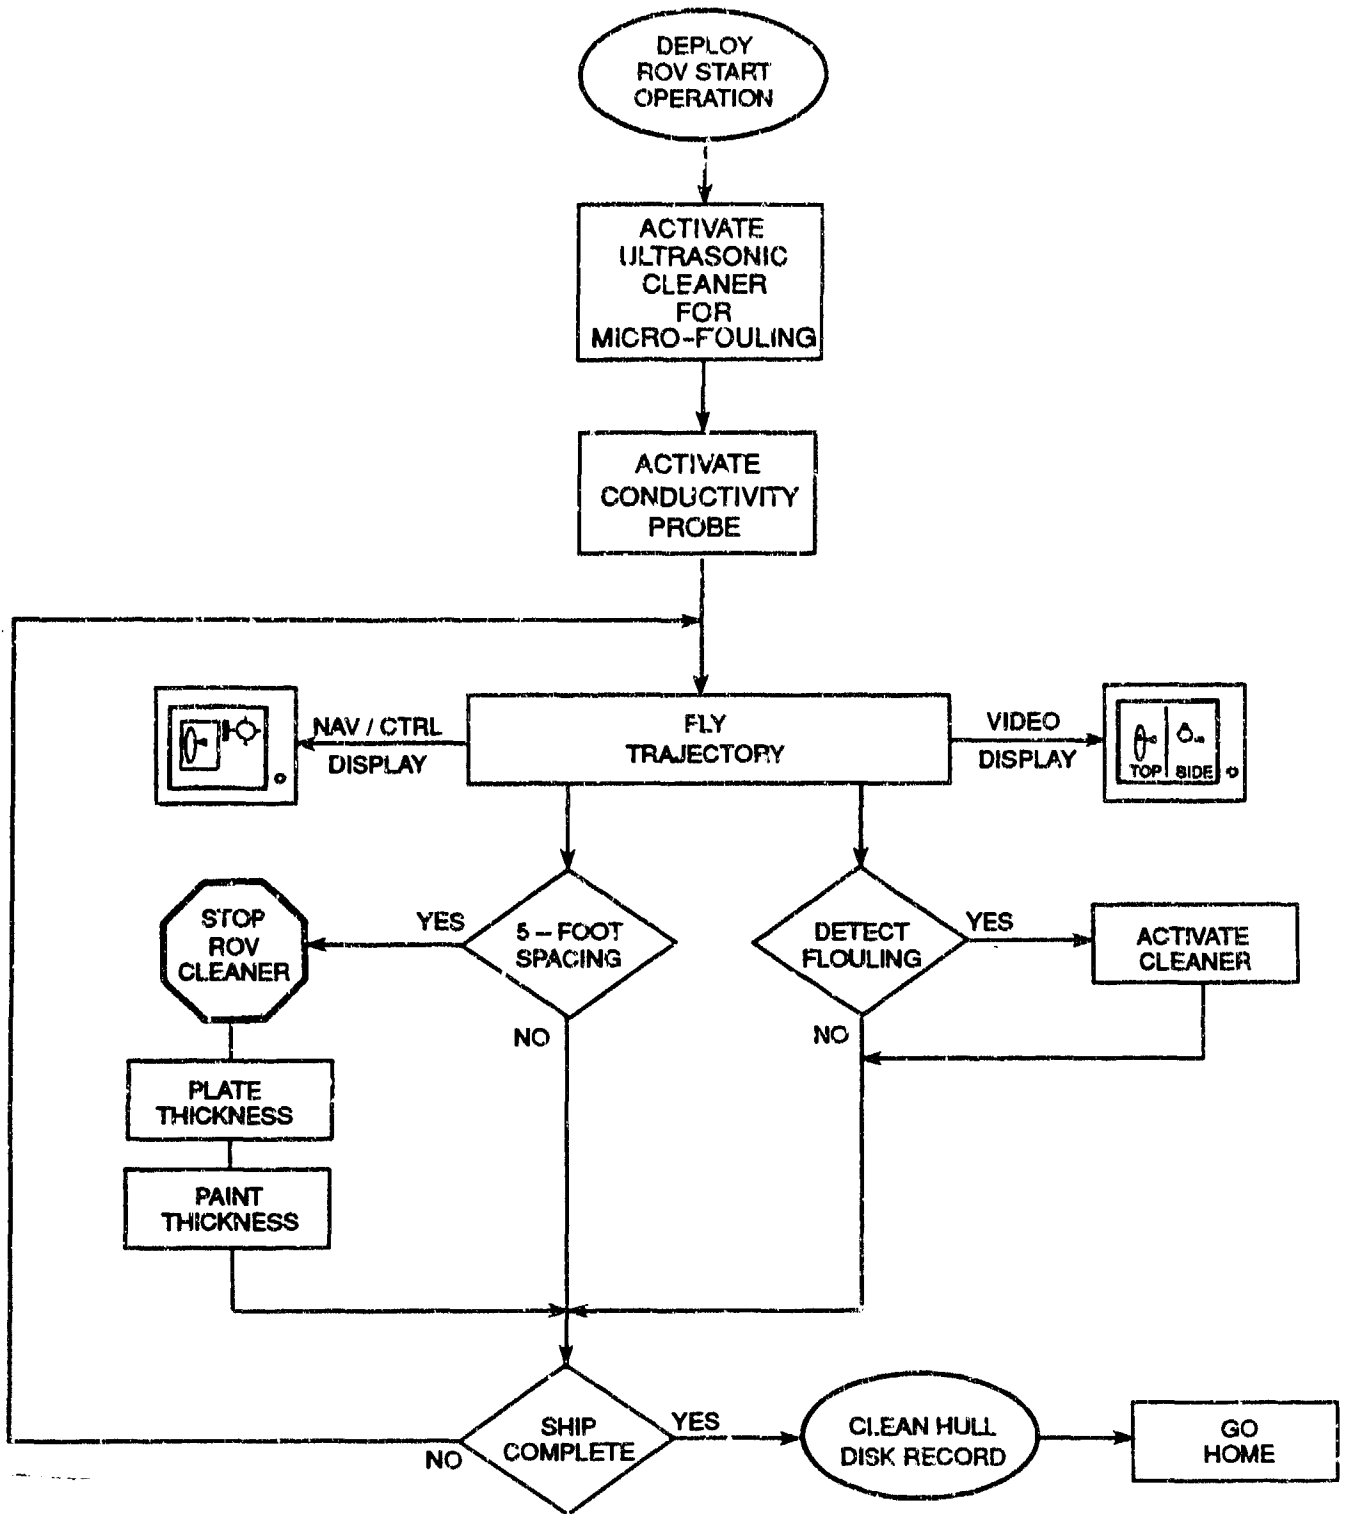 DEPLOY
ROV START
OPERATION
ACTIVATE
ULTRASONIC
CLEANER
FOR
MICRO-FOULING
ACTIVATE
CONDUCTIVITY
PROBE
NAV / CTRL
DISPLAY
FLY
TRAJECTORY
VIDEO
DISPLAY
TOP
SIDE
STOP
ROV
CLEANER
YES
5 – FOOT
SPACING
NO
DETECT
FLOULING
YES
NO
ACTIVATE
CLEANER
PLATE
THICKNESS
PAINT
THICKNESS
SHIP
COMPLETE
NO
YES
CLEAN HULL
DISK RECORD
GO
HOME